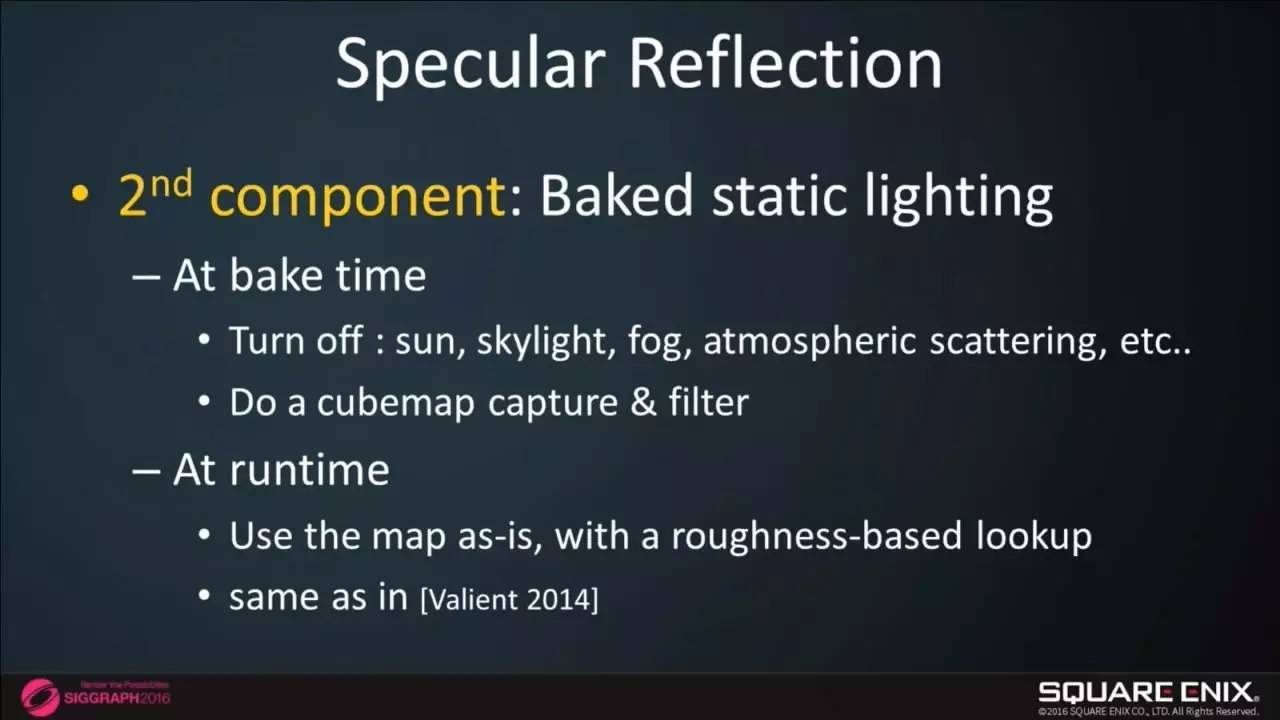 Specular Reflection
• 2nd component: Baked static lighting
– At bake time
• Turn off : sun, skylight, fog, atmospheric scattering, etc..
• Do a cubemap capture & filter
– At runtime
• Use the map as-is, with a roughness-based lookup
• same as in [Valient 2014]
Render the Possibilities
SIGGRAPH2016
SQUARE ENIX.
©2016 SQUARE ENIX CO., LTD. All Rights Reserved.